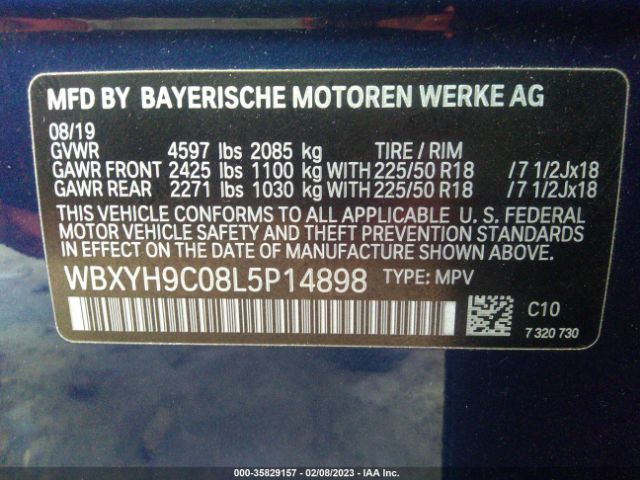 MFD BY BAYERISCHE MOTOREN WERKE AG
08/19
GVWR 4597 lbs 2085 kg TIRE / RIM
GAWR FRONT 2425 lbs 1100 kg WITH 225/50 R18 /7 1/2Jx18
GAWR REAR 2271 lbs 1030 kg WITH 225/50 R18 /7 1/2Jx18
THIS VEHICLE CONFORMS TO ALL APPLICABLE U. S. FEDERAL
MOTOR VEHICLE SAFETY AND THEFT PREVENTION STANDARDS
IN EFFECT ON THE DATE OF MANUFACTURE SHOWN ABOVE.
WBXYH9C08L5P14898 TYPE: MPV
C10
7 320 730
000-35829157 - 02/08/2023 - IAA Inc.